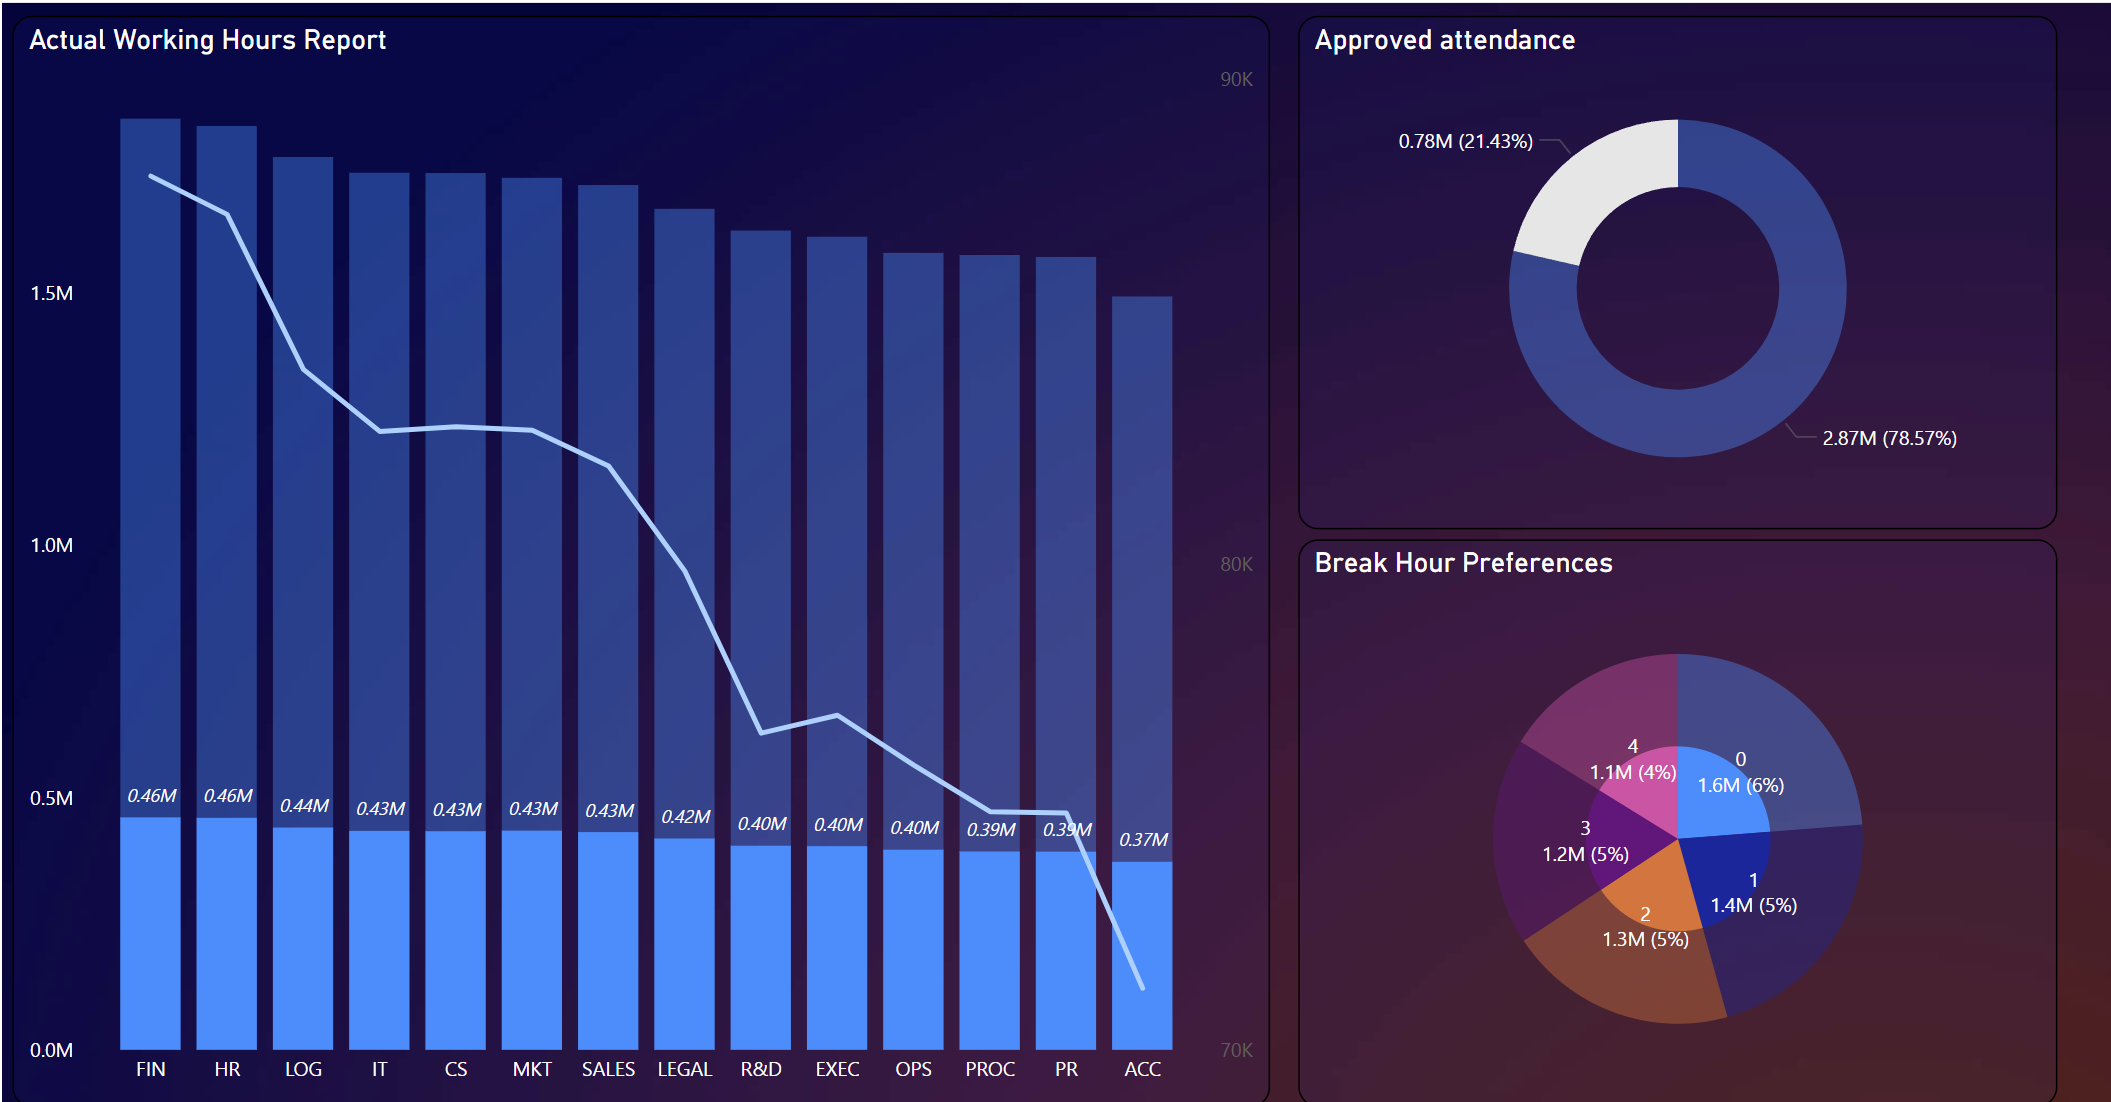 Actual Working Hours Report
90K
80K
70K
1.5M
1.0M
0.5M
0.0M
0.46M 0.46M 0.44M 0.43M 0.43M 0.43M 0.43M 0.42M 0.40M 0.40M 0.40M 0.39M 0.39M 0.37M
FIN HR LOG IT CS MKT SALES LEGAL R&D EXEC OPS PROC PR ACC
Approved attendance
0.78M (21.43%)
2.87M (78.57%)
Break Hour Preferences
0
1.6M (6%)
1
1.4M (5%)
2
1.3M (5%)
3
1.2M (5%)
4
1.1M (4%)